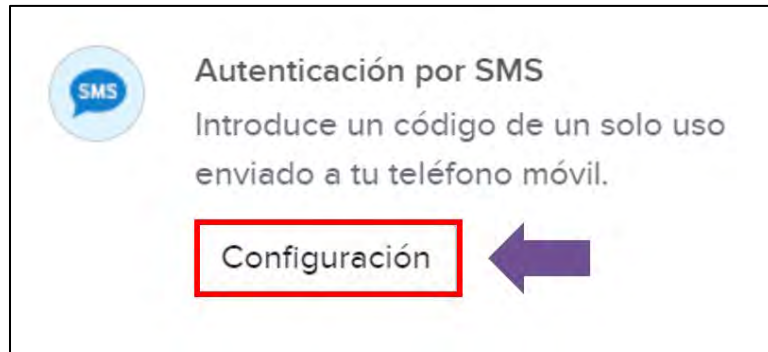 SMS
Autenticación por SMS
Introduce un código de un solo uso
enviado a tu teléfono móvil.
Configuración